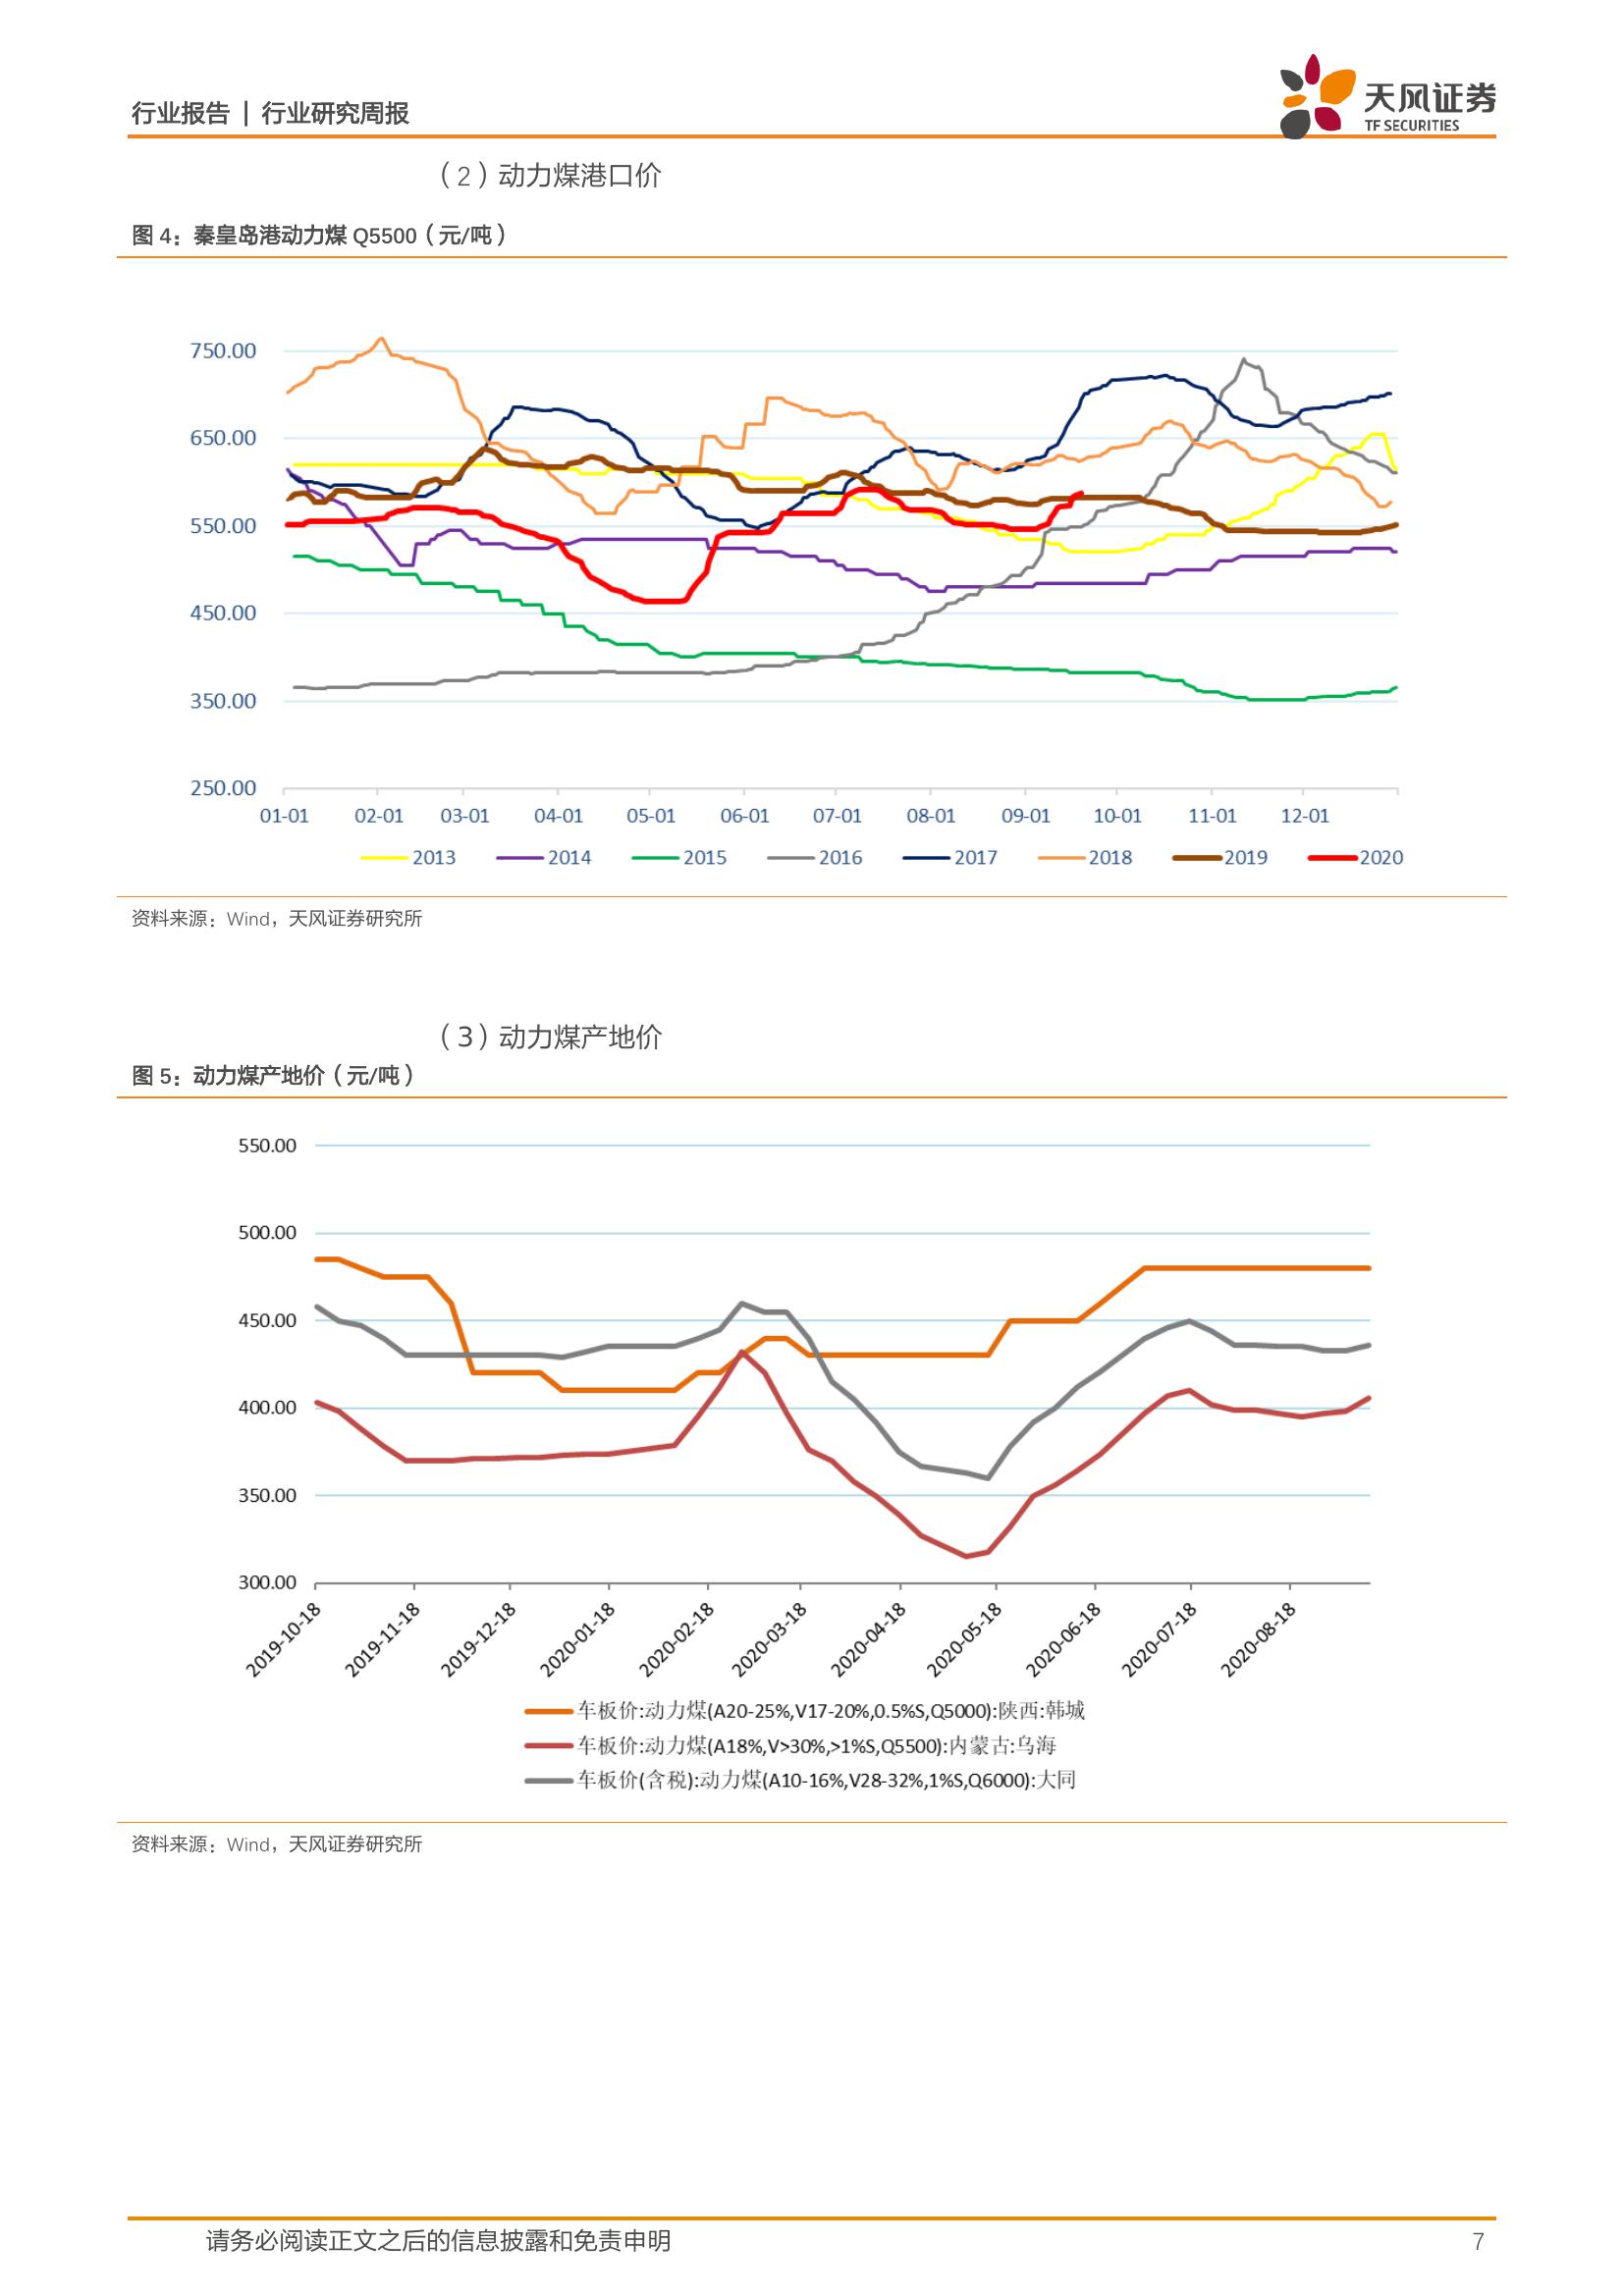 行业报告 | 行业研究周报
天风证券
TF SECURITIES
（2）动力煤港口价
图 4：秦皇岛港动力煤 Q5500（元/吨）
750.00
650.00
550.00
450.00
350.00
250.00
01-01 02-01 03-01 04-01 05-01 06-01 07-01 08-01 09-01 10-01 11-01 12-01
2013 2014 2015 2016 2017 2018 2019 2020
资料来源：Wind，天风证券研究所
（3）动力煤产地价
图 5：动力煤产地价（元/吨）
550.00
500.00
450.00
400.00
350.00
300.00
2019-10-18 2019-11-18 2019-12-18 2020-01-18 2020-02-18 2020-03-18 2020-04-18 2020-05-18 2020-06-18 2020-07-18 2020-08-18
车板价:动力煤(A20-25%,V17-20%,0.5%S,Q5000):陕西:韩城
车板价:动力煤(A18%,V>30%,>1%S,Q5500):内蒙古:乌海
车板价(含税):动力煤(A10-16%,V28-32%,1%S,Q6000):大同
资料来源：Wind，天风证券研究所
请务必阅读正文之后的信息披露和免责申明 7